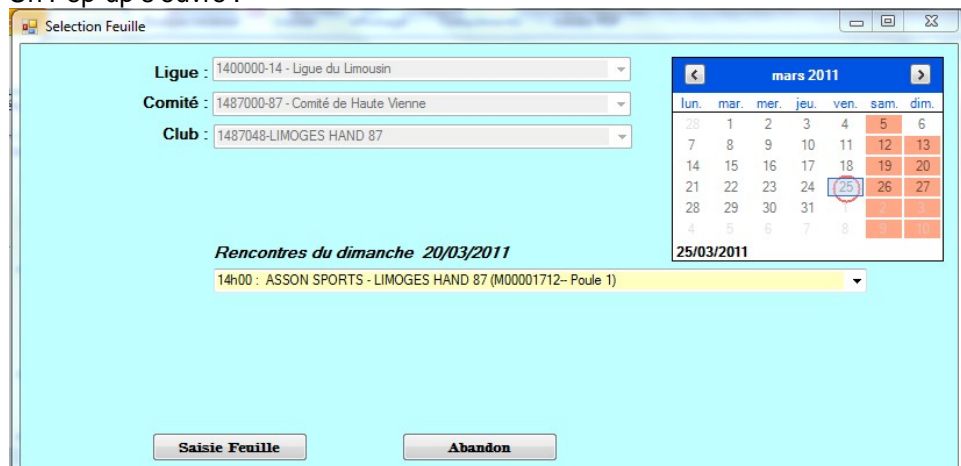 On Pop-up s'ouvre :
Selection Feuille
Ligue : 1400000-14 - Ligue du Limousin
Comité : 1487000-87 - Comité de Haute Vienne
Club : 1487048-LIMOGES HAND 87
mars 2011
lun. mar. mer. jeu. ven. sam. dim.
28 1 2 3 4 5 6
7 8 9 10 11 12 13
14 15 16 17 18 19 20
21 22 23 24 25 26 27
28 29 30 31 1 2 3
4 5 6 7 8 9 10
25/03/2011
Rencontres du dimanche 20/03/2011
14h00 : ASSON SPORTS - LIMOGES HAND 87 (M00001712-- Poule 1)
Saisie Feuille Abandon